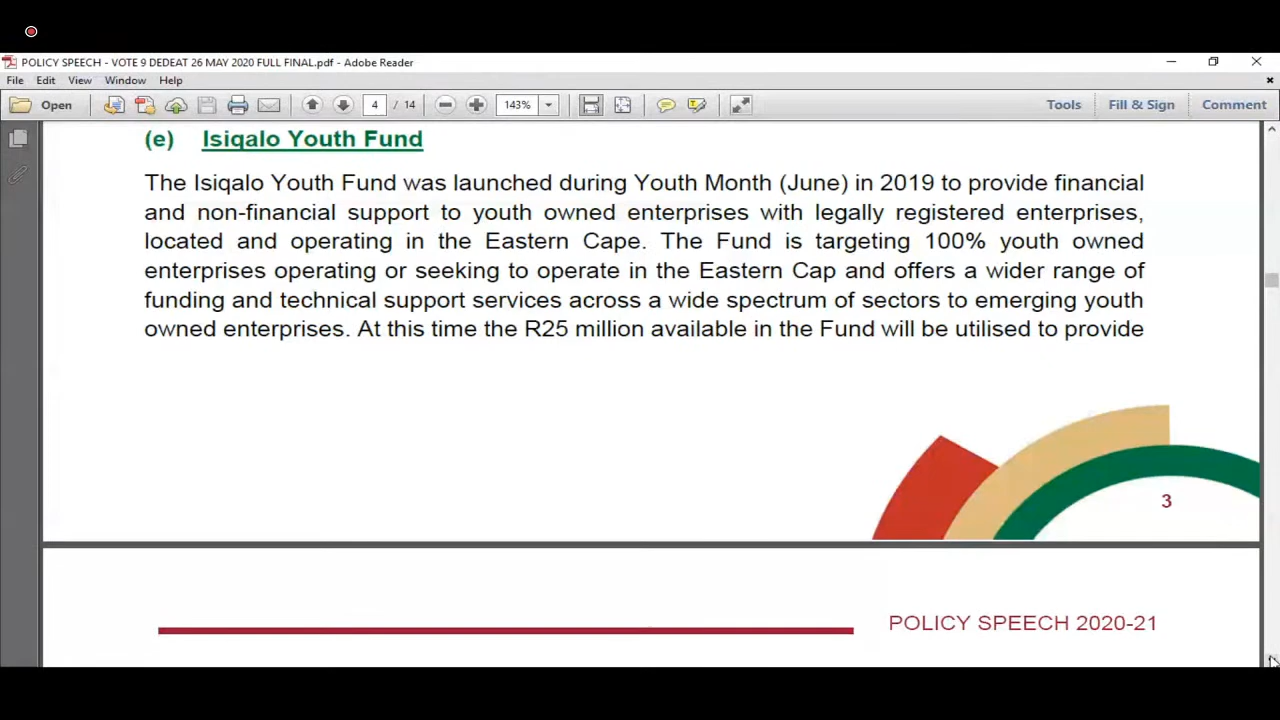 POLICY SPEECH - VOTE 9 DEDEAT 26 MAY 2020 FULL FINAL.pdf - Adobe Reader
File Edit View Window Help
Open 4 / 14 143% Tools Fill & Sign Comment
(e) Isiqalo Youth Fund
The Isiqalo Youth Fund was launched during Youth Month (June) in 2019 to provide financial
and non-financial support to youth owned enterprises with legally registered enterprises,
located and operating in the Eastern Cape. The Fund is targeting 100% youth owned
enterprises operating or seeking to operate in the Eastern Cap and offers a wider range of
funding and technical support services across a wide spectrum of sectors to emerging youth
owned enterprises. At this time the R25 million available in the Fund will be utilised to provide
3
POLICY SPEECH 2020-21